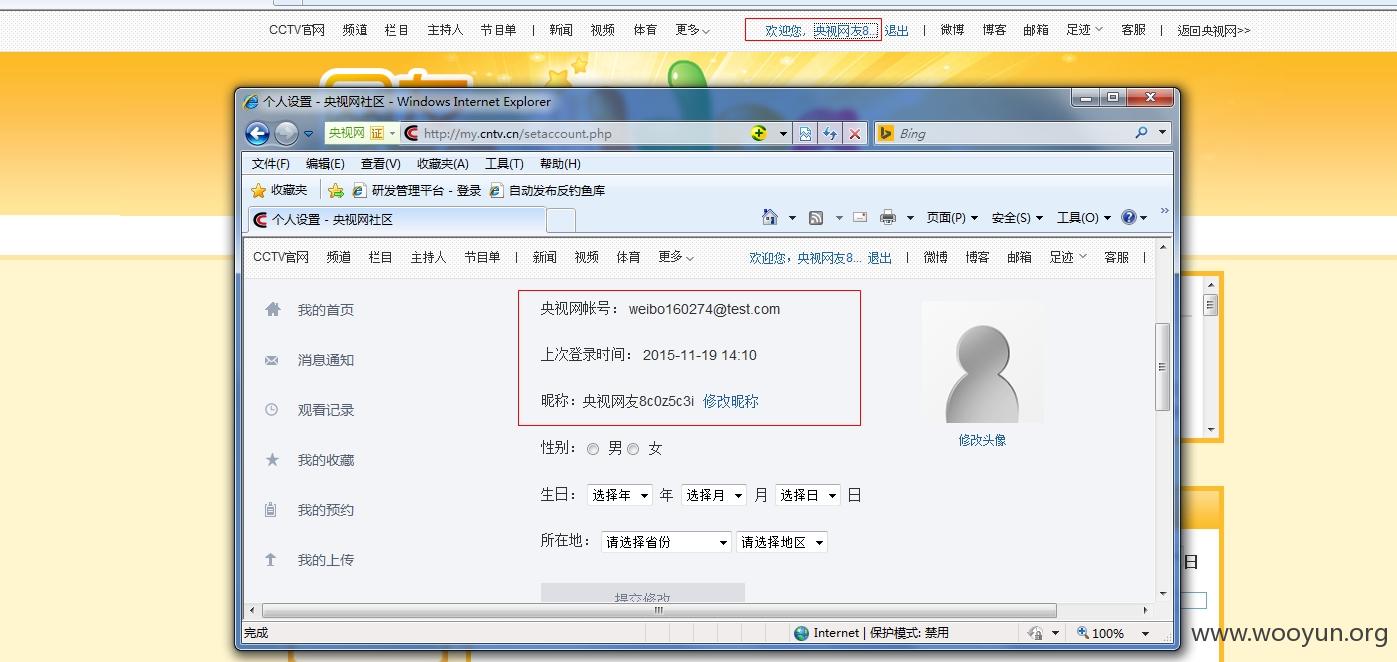 CCTV官网 频道 栏目 主持人 节目单 | 新闻 视频 体育 更多 欢迎您, 央视网友8... 退出 | 微博 博客 邮箱 足迹 客服 | 返回央视网>>
个人设置 - 央视网社区 - Windows Internet Explorer
央视网 证 http://my.cntv.cn/setaccount.php Bing
文件(F) 编辑(E) 查看(V) 收藏夹(A) 工具(T) 帮助(H)
收藏夹 研发管理平台 - 登录 自动发布反钓鱼库
个人设置 - 央视网社区 页面(P) 安全(S) 工具(O)
CCTV官网 频道 栏目 主持人 节目单 | 新闻 视频 体育 更多 欢迎您, 央视网友8... 退出 | 微博 博客 邮箱 足迹 客服 |
我的首页
消息通知
观看记录
我的收藏
我的预约
我的上传
央视网帐号: weibo160274@test.com
上次登录时间: 2015-11-19 14:10
昵称: 央视网友8c0z5c3i 修改昵称
修改头像
性别: 男 女
生日: 选择年 年 选择月 月 选择日 日
所在地: 请选择省份 请选择地区
提交修改
日
完成 Internet | 保护模式: 禁用 100%
www.wooyun.org